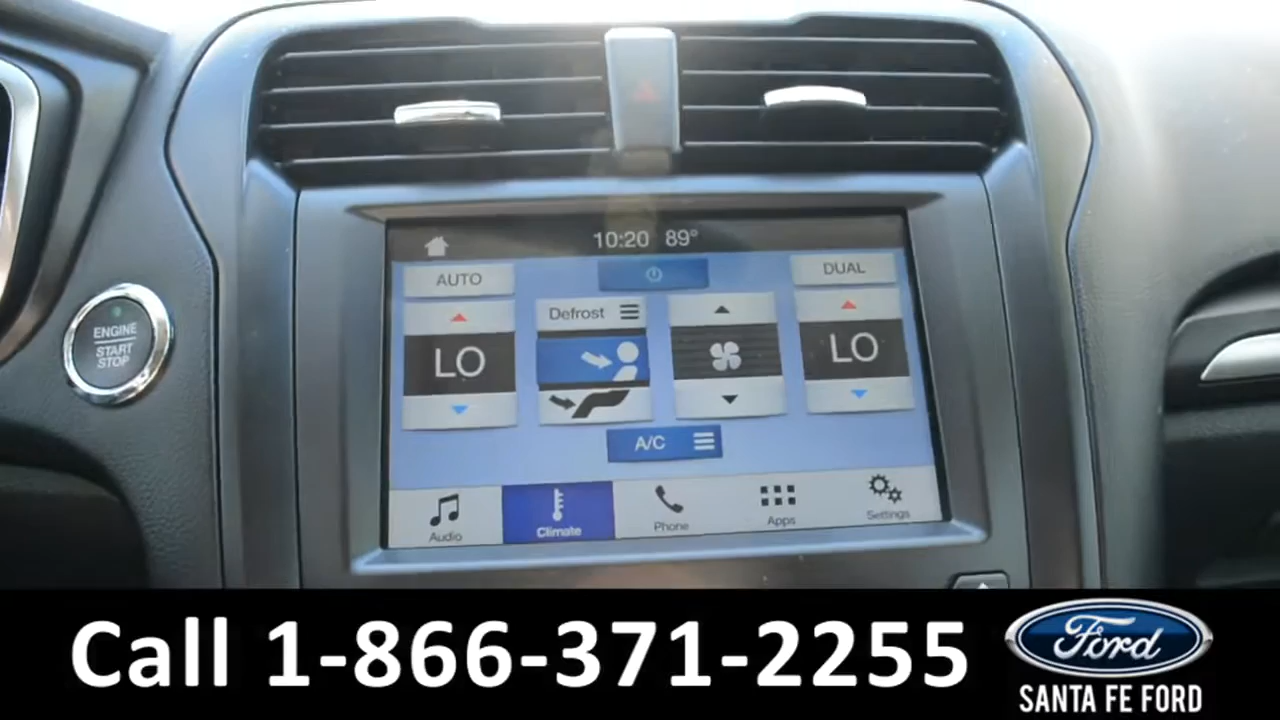 10:20 89°
AUTO
DUAL
Defrost
LO
LO
A/C
Audio
Climate
Phone
Apps
Settings
ENGINE
START
STOP
Call 1-866-371-2255
Ford
SANTA FE FORD